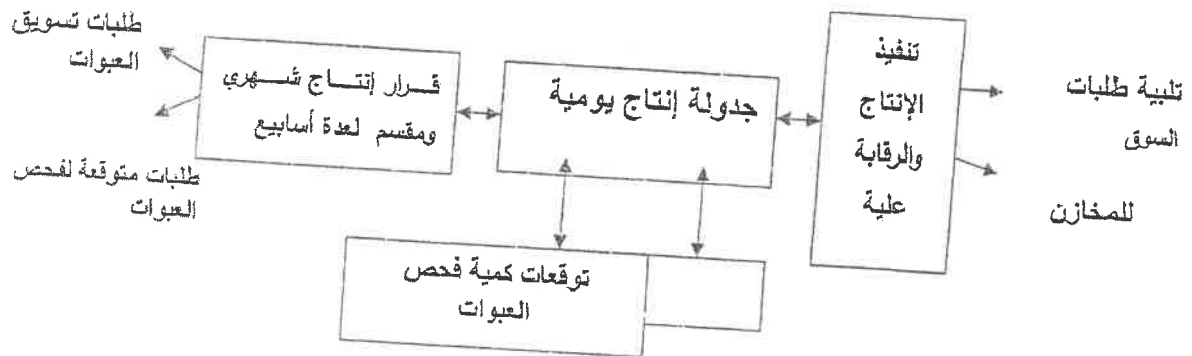 طلبات تسويق
العبوات
قرار إنتاج شهري
ومقسم لعدة أسابيع
طلبات متوقعة لفحص
العبوات
جدولة إنتاج يومية
توقعات كمية فحص
العبوات
تنفيذ
الإنتاج
والرقابة
علية
تلبية طلبات
السوق
للمخازن